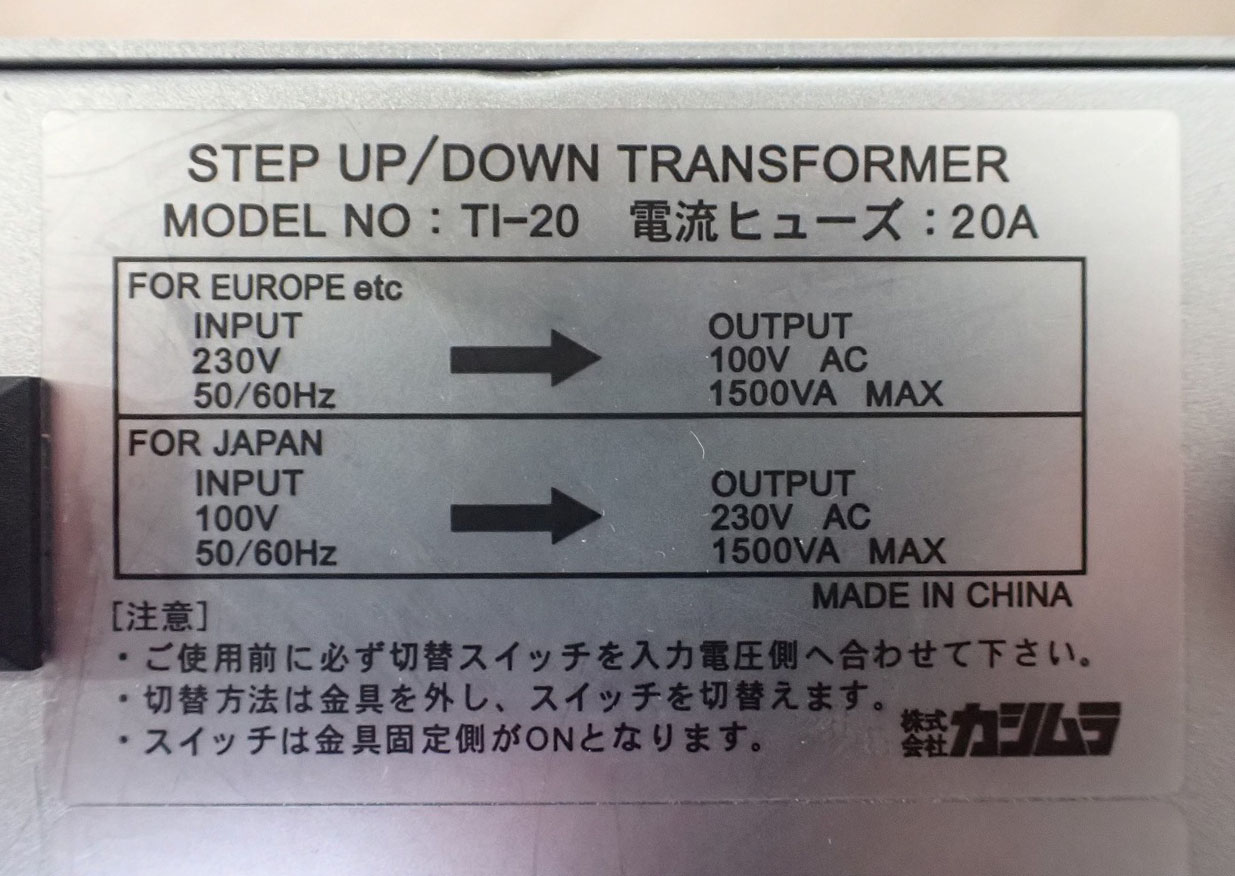 STEP UP/DOWN TRANSFORMER
MODEL NO : TI-20 電流ヒューズ : 20A
FOR EUROPE etc
INPUT OUTPUT
230V 100V AC
50/60Hz 1500VA MAX
FOR JAPAN
INPUT OUTPUT
100V 230V AC
50/60Hz 1500VA MAX
MADE IN CHINA
[注意]
・ご使用前に必ず切替スイッチを入力電圧側へ合わせて下さい。
・切替方法は金具を外し、スイッチを切替えます。
・スイッチは金具固定側がONとなります。
株式会社カシムラ